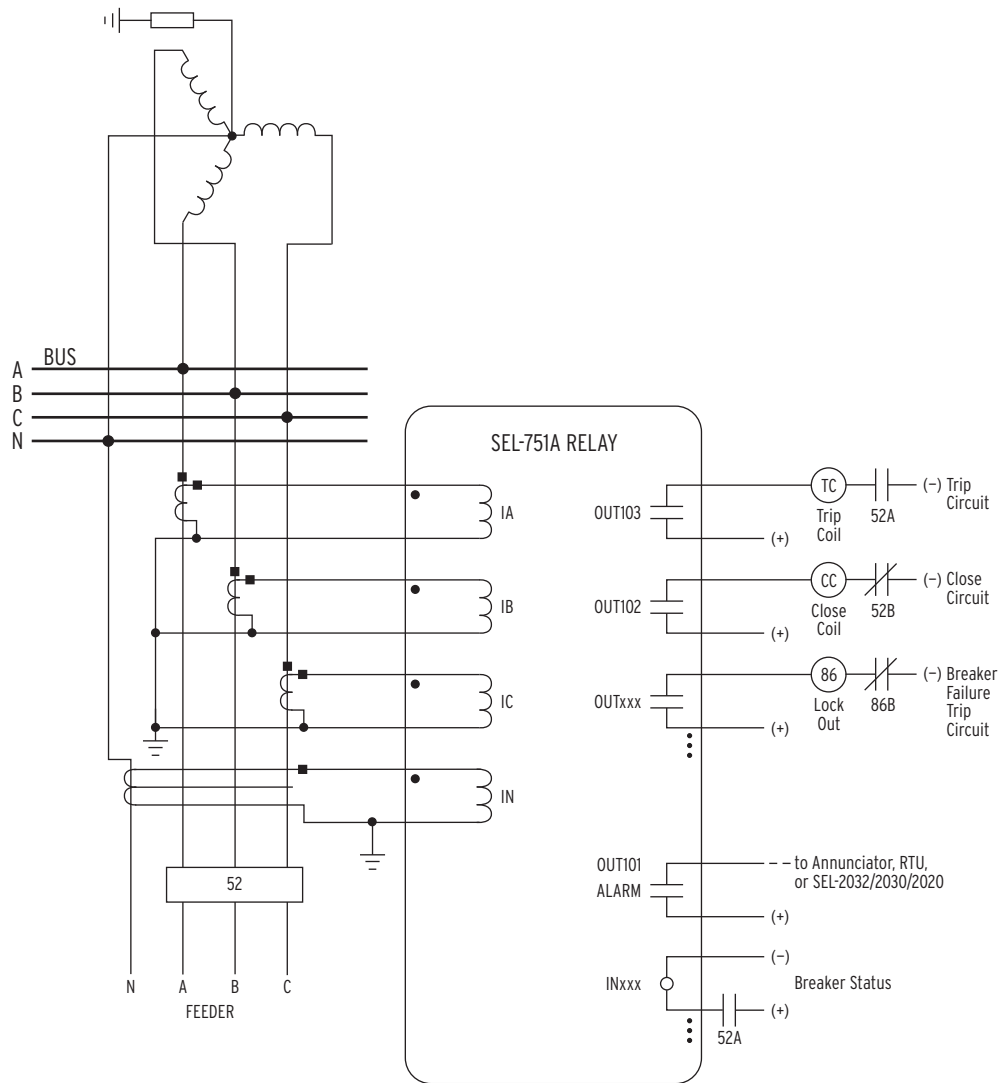 BUS
A
B
C
N
SEL-751A RELAY
IA
OUT103
TC
Trip
Coil
52A
(–) Trip
Circuit
(+)
IB
OUT102
CC
Close
Coil
52B
(–) Close
Circuit
(+)
IC
OUTxxx
86
Lock
Out
86B
(–) Breaker
Failure
Trip
Circuit
(+)
IN
OUT101
ALARM
to Annunciator, RTU,
or SEL-2032/2030/2020
(+)
52
INxxx
(–)
Breaker Status
(+)
52A
N A B C
FEEDER